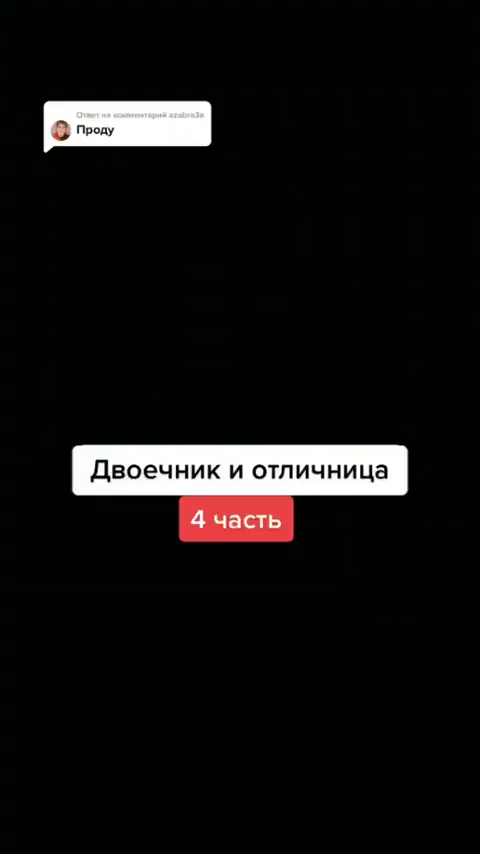 Ответ на комментарий azabra3a
Проду
Двоечник и отличница
4 часть